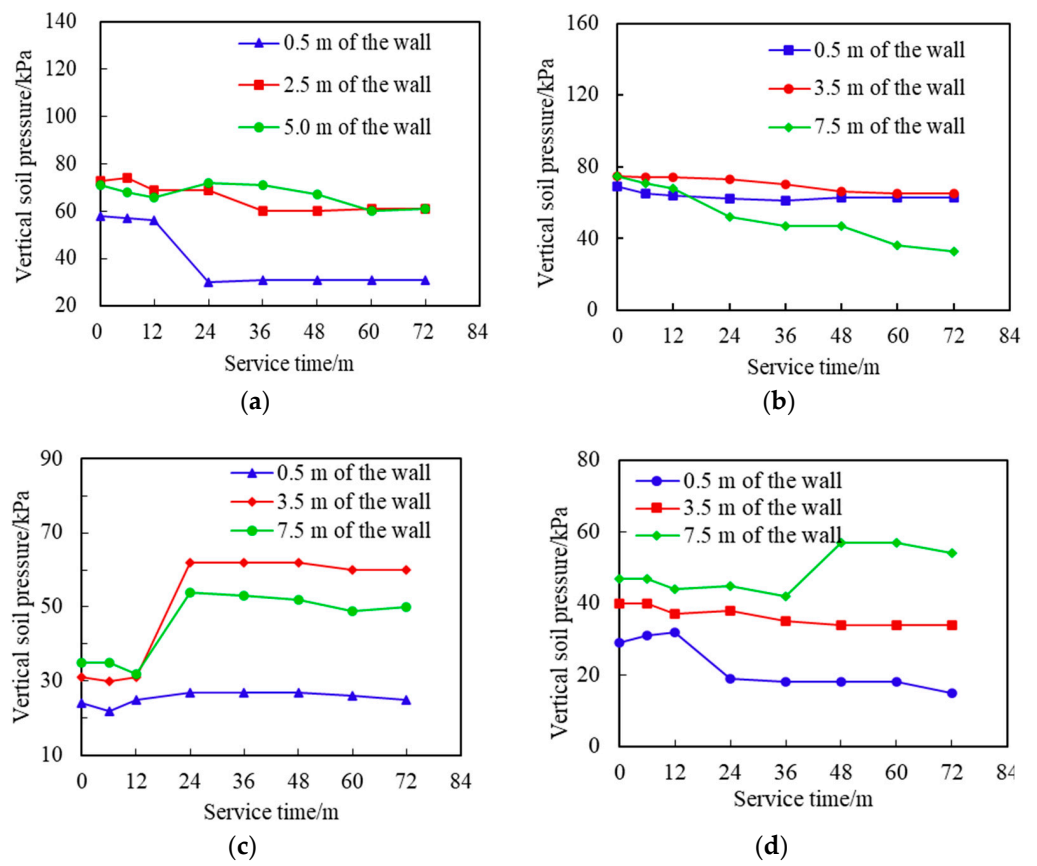 140
120
100
80
60
40
20
0
12
24
36
48
60
72
84
Vertical soil pressure/kPa
Service time/m
0.5 m of the wall
2.5 m of the wall
5.0 m of the wall
(a)
160
120
80
40
0
0
12
24
36
48
60
72
84
Vertical soil pressure/kPa
Service time/m
0.5 m of the wall
3.5 m of the wall
7.5 m of the wall
(b)
90
70
50
30
10
0
12
24
36
48
60
72
84
Vertical soil pressure/kPa
Service time/m
0.5 m of the wall
3.5 m of the wall
7.5 m of the wall
(c)
80
60
40
20
0
0
12
24
36
48
60
72
84
Vertical soil pressure/kPa
Service time/m
0.5 m of the wall
3.5 m of the wall
7.5 m of the wall
(d)